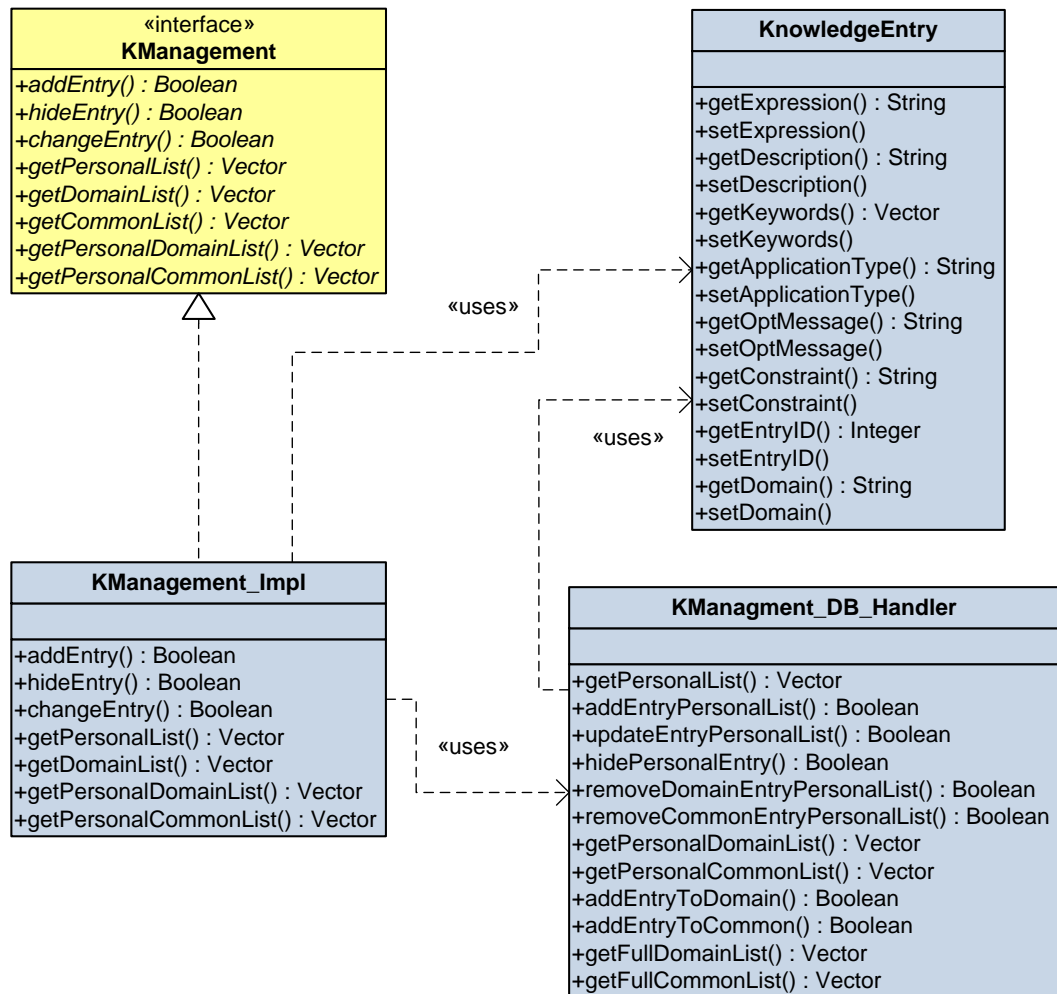 «interface»
KManagement
+addEntry() : Boolean
+hideEntry() : Boolean
+changeEntry() : Boolean
+getPersonalList() : Vector
+getDomainList() : Vector
+getCommonList() : Vector
+getPersonalDomainList() : Vector
+getPersonalCommonList() : Vector
KnowledgeEntry
+getExpression() : String
+setExpression()
+getDescription() : String
+setDescription()
+getKeywords() : Vector
+setKeywords()
+getApplicationType() : String
+setApplicationType()
+getOptMessage() : String
+setOptMessage()
+getConstraint() : String
+setConstraint()
+getEntryID() : Integer
+setEntryID()
+getDomain() : String
+setDomain()
«uses»
«uses»
KManagement_Impl
+addEntry() : Boolean
+hideEntry() : Boolean
+changeEntry() : Boolean
+getPersonalList() : Vector
+getDomainList() : Vector
+getPersonalDomainList() : Vector
+getPersonalCommonList() : Vector
«uses»
KManagment_DB_Handler
+getPersonalList() : Vector
+addEntryPersonalList() : Boolean
+updateEntryPersonalList() : Boolean
+hidePersonalEntry() : Boolean
+removeDomainEntryPersonalList() : Boolean
+removeCommonEntryPersonalList() : Boolean
+getPersonalDomainList() : Vector
+getPersonalCommonList() : Vector
+addEntryToDomain() : Boolean
+addEntryToCommon() : Boolean
+getFullDomainList() : Vector
+getFullCommonList() : Vector